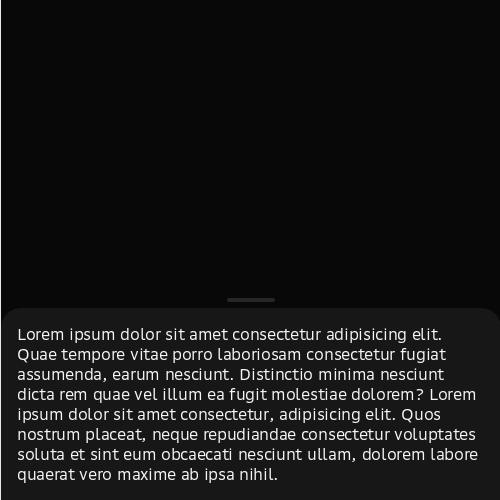 Lorem ipsum dolor sit amet consectetur adipisicing elit.
Quae tempore vitae porro laboriosam consectetur fugiat
assumenda, earum nesciunt. Distinctio minima nesciunt
dicta rem quae vel illum ea fugit molestiae dolorem? Lorem
ipsum dolor sit amet consectetur, adipisicing elit. Quos
nostrum placeat, neque repudiandae consectetur voluptates
soluta et sint eum obcaecati nesciunt ullam, dolorem labore
quaerat vero maxime ab ipsa nihil.